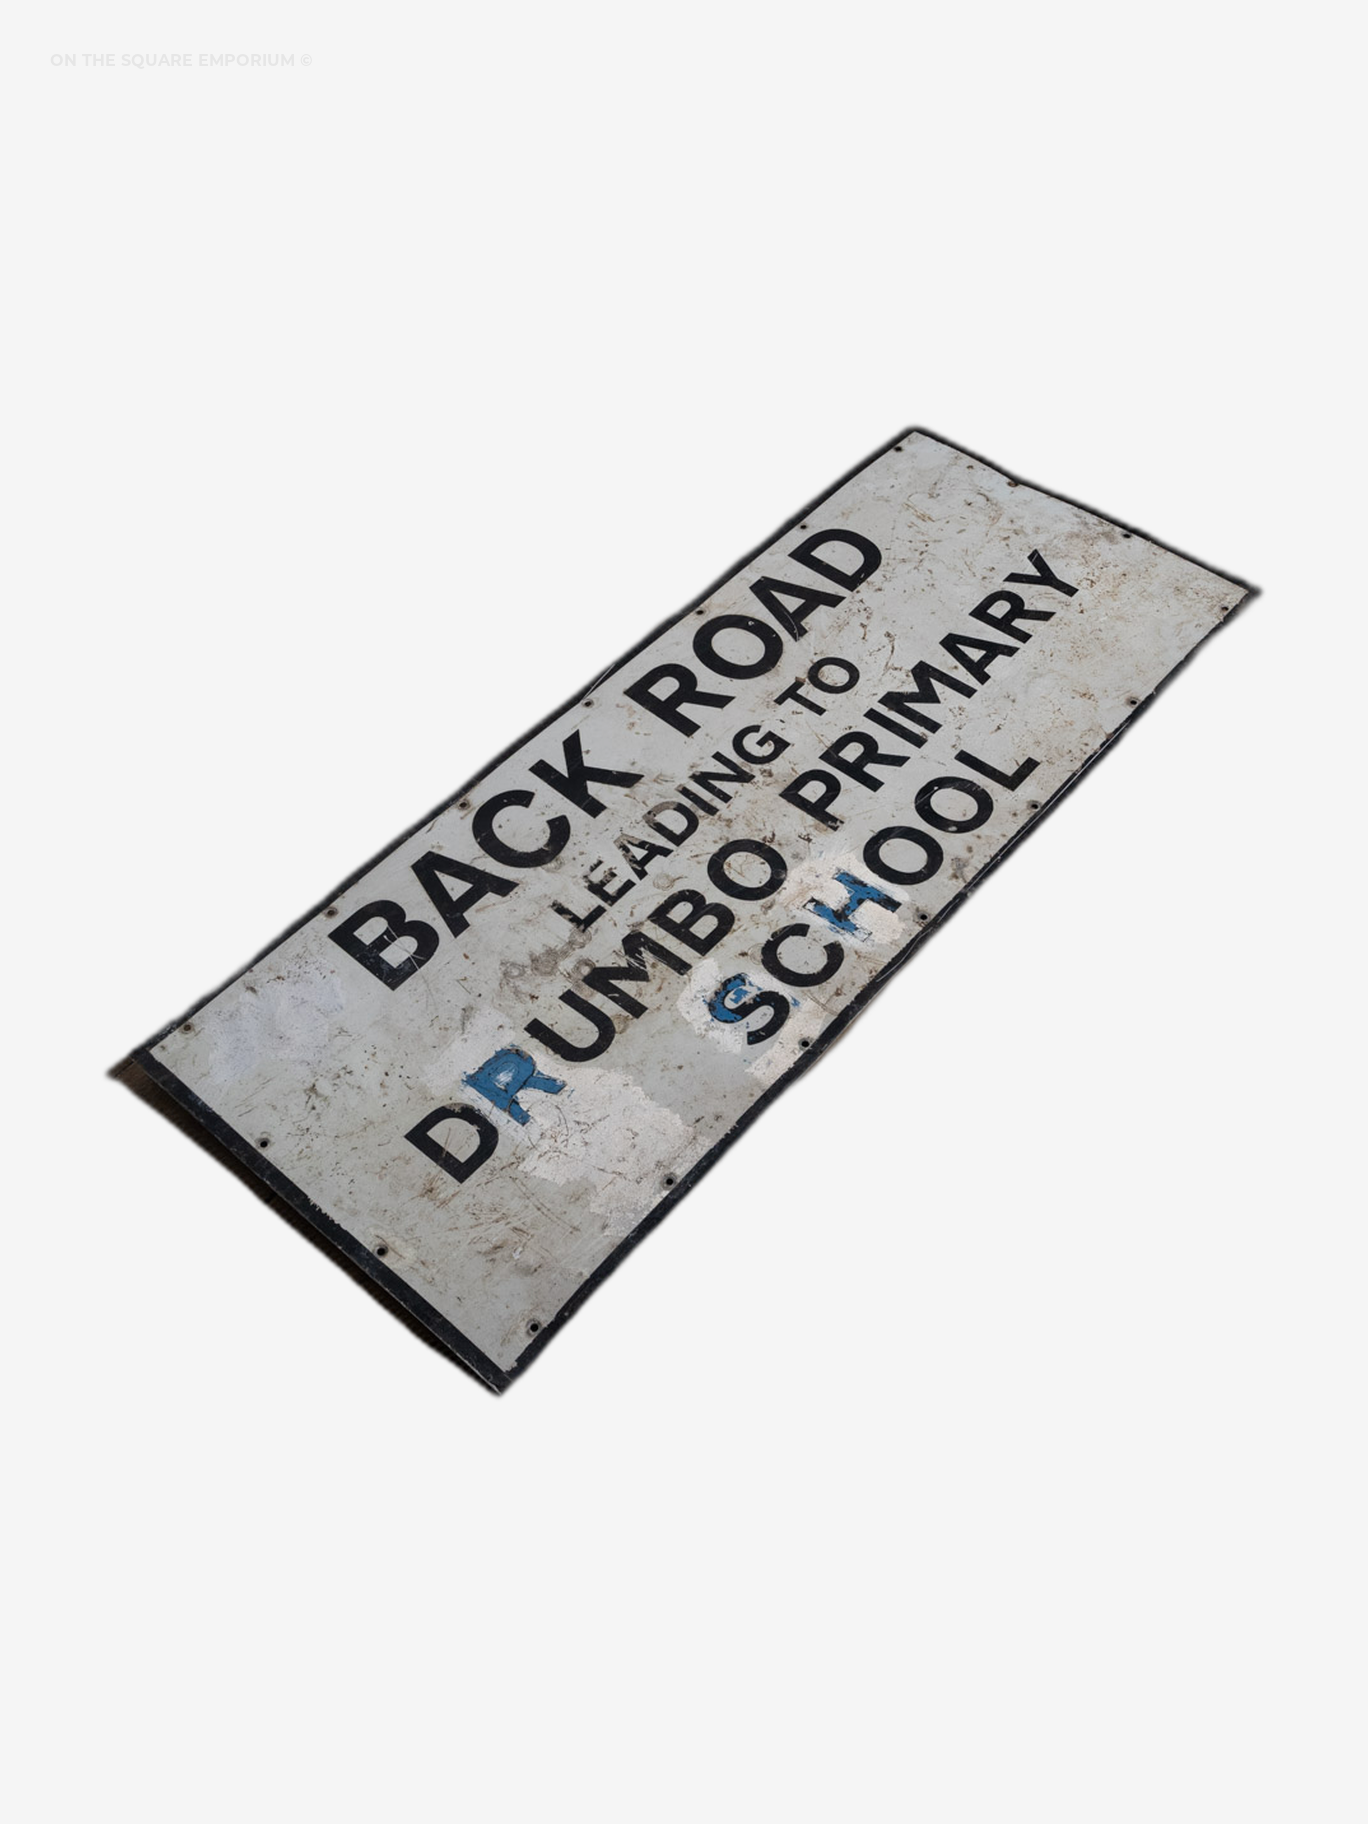 ON THE SQUARE EMPORIUM ©
BACK ROAD
LEADING TO
DRUMBO PRIMARY
SCHOOL